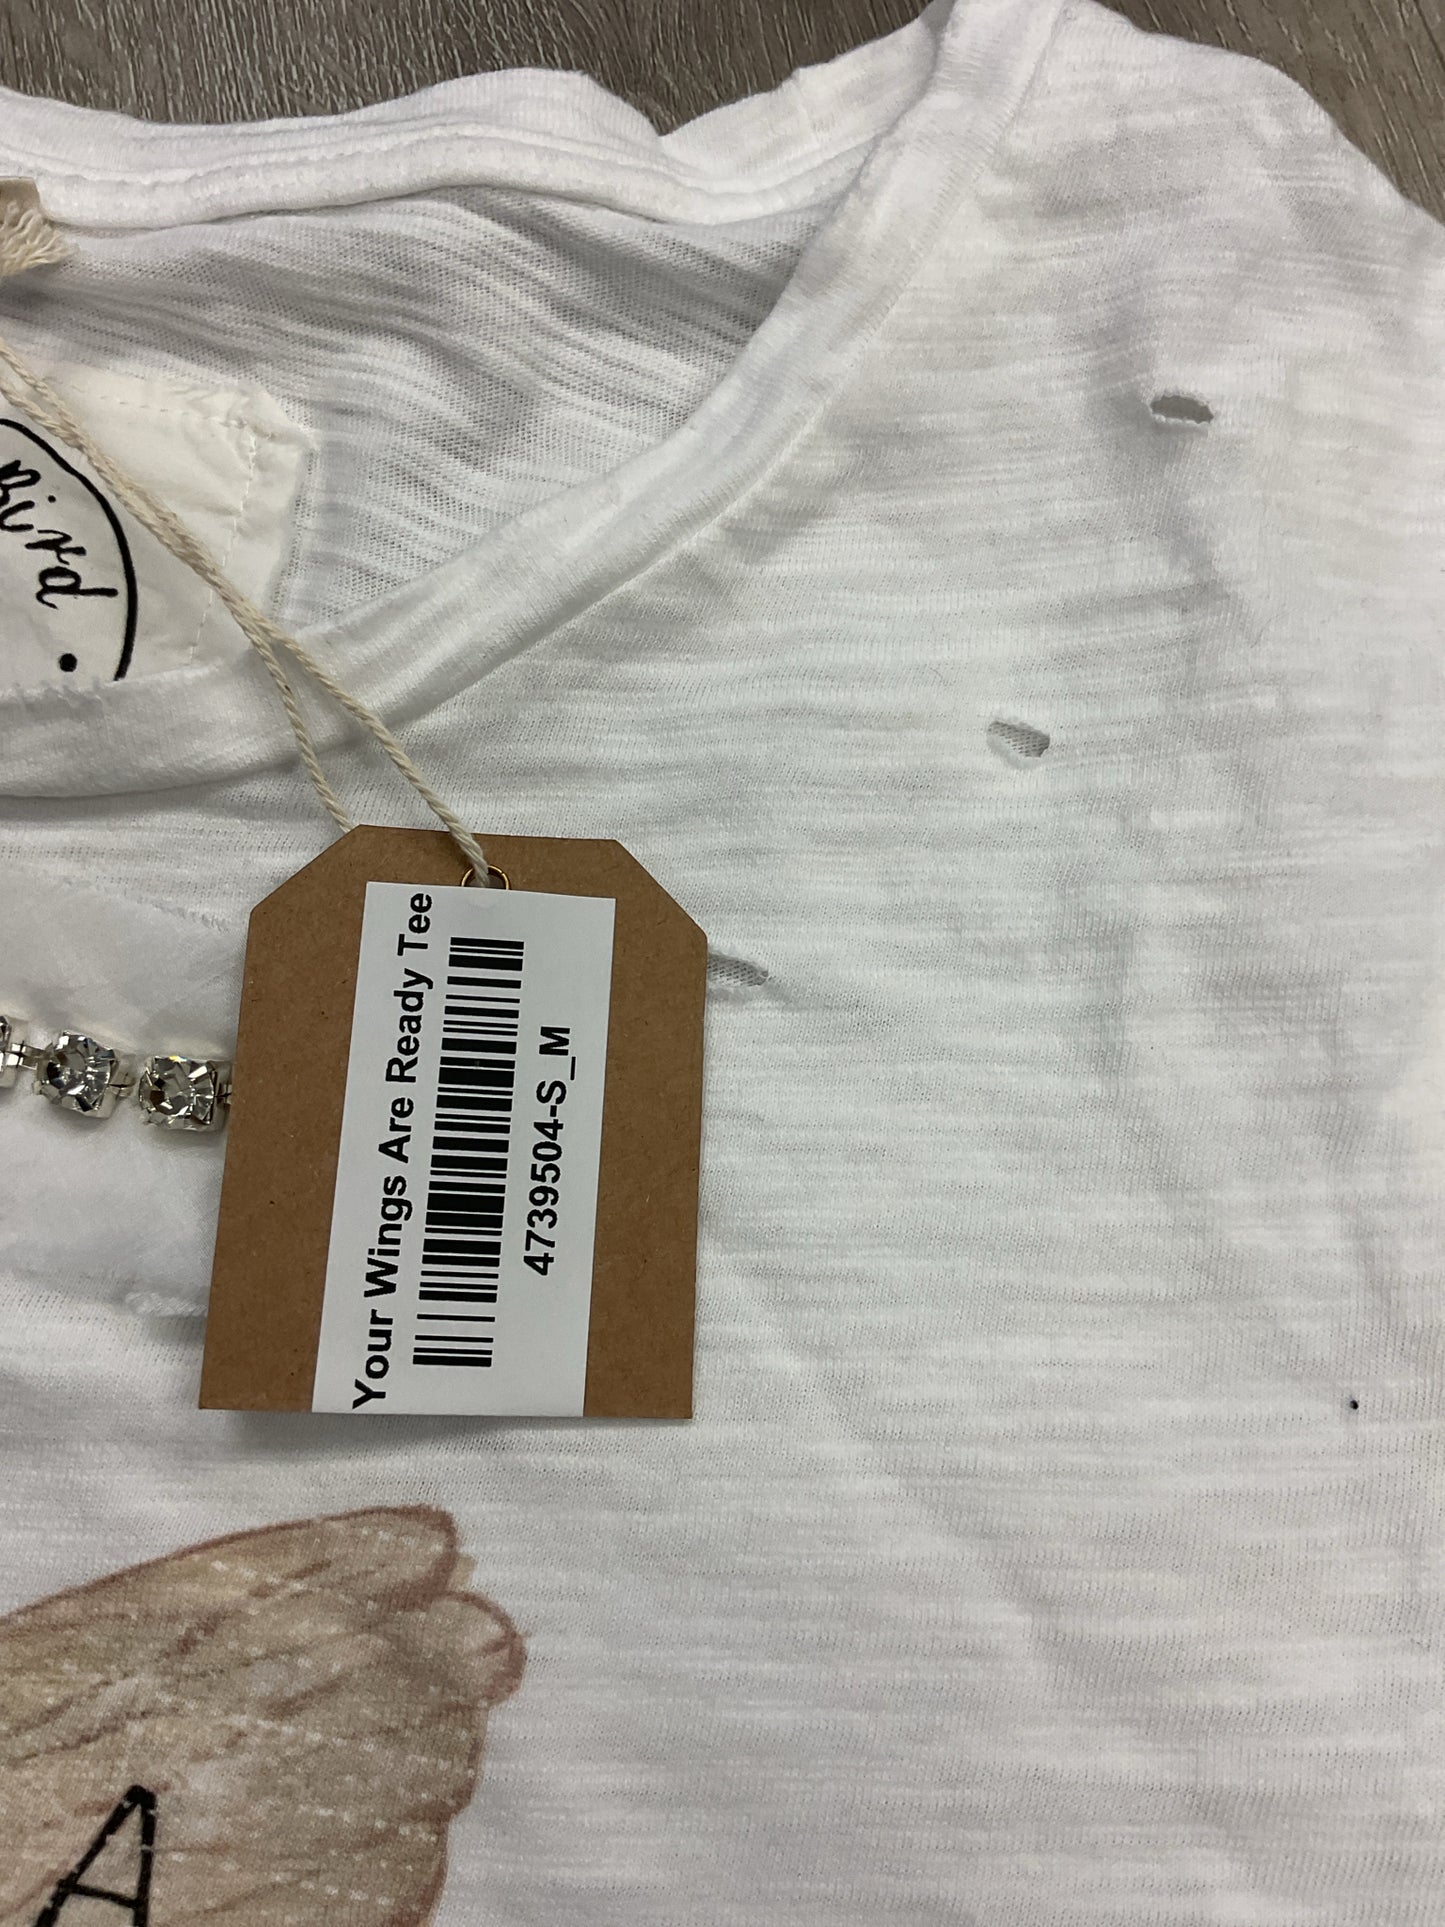 Bird
Your Wings Are Ready Tee
4739504-S_M
A